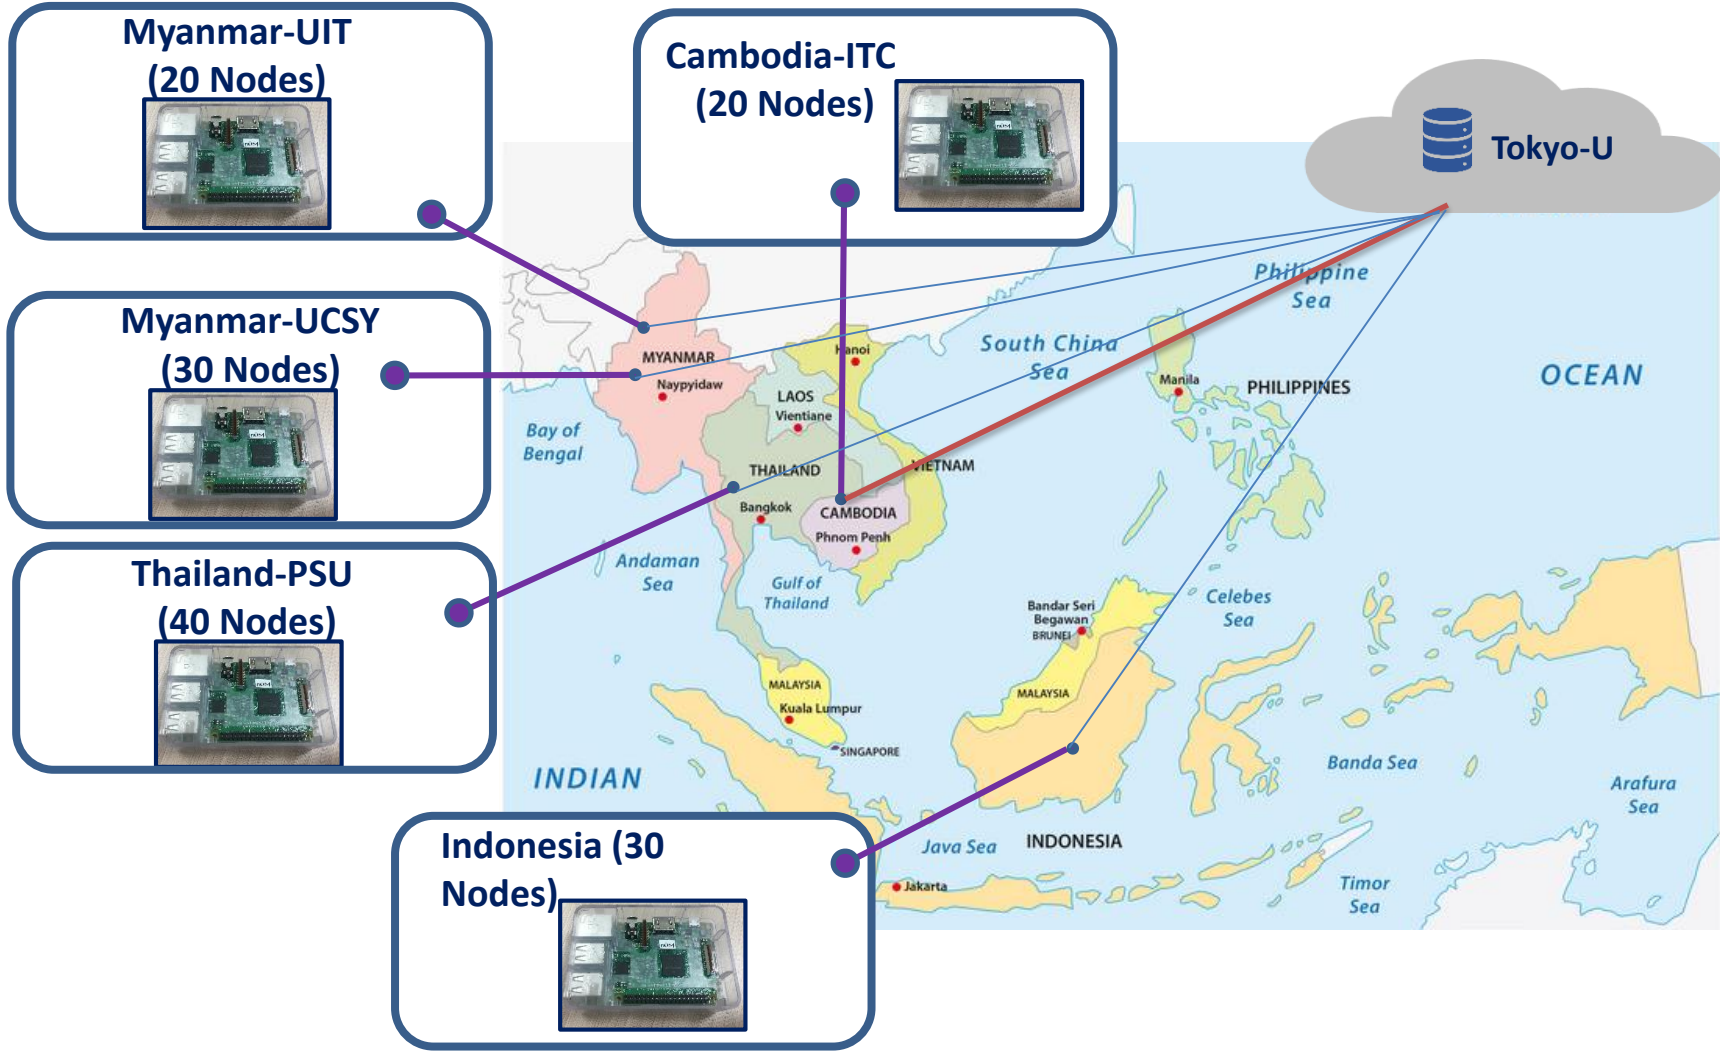 Myanmar-UIT
(20 Nodes)
Cambodia-ITC
(20 Nodes)
Tokyo-U
Myanmar-UCSY
(30 Nodes)
Thailand-PSU
(40 Nodes)
Indonesia (30
Nodes)
Philippine
Sea
South China
Sea
OCEAN
Hanoi
MYANMAR
Naypyidaw
LAOS
Vientiane
Manila
PHILIPPINES
Bay of
Bengal
THAILAND
VIETNAM
Bangkok
CAMBODIA
Phnom Penh
Andaman
Sea
Gulf of
Thailand
Bandar Seri
Begawan
BRUNEI
Celebes
Sea
MALAYSIA
Kuala Lumpur
MALAYSIA
SINGAPORE
INDIAN
Banda Sea
Arafura
Sea
Java Sea
INDONESIA
Jakarta
Timor
Sea